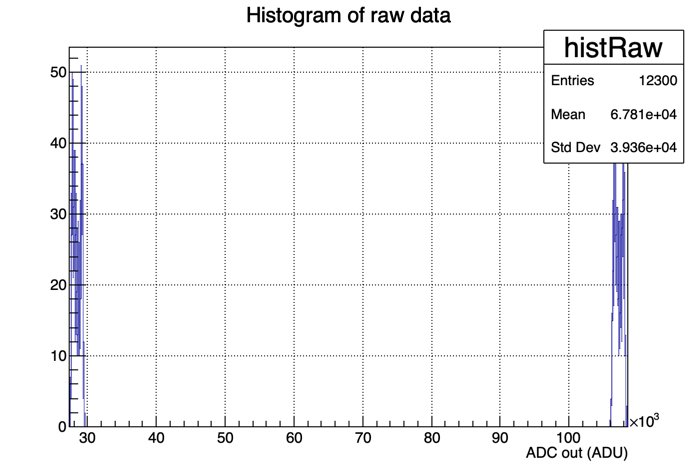 Histogram of raw data
histRaw
Entries 12300
Mean 6.781e+04
Std Dev 3.936e+04
50
40
30
20
10
0
30 40 50 60 70 80 90 100
×10³
ADC out (ADU)